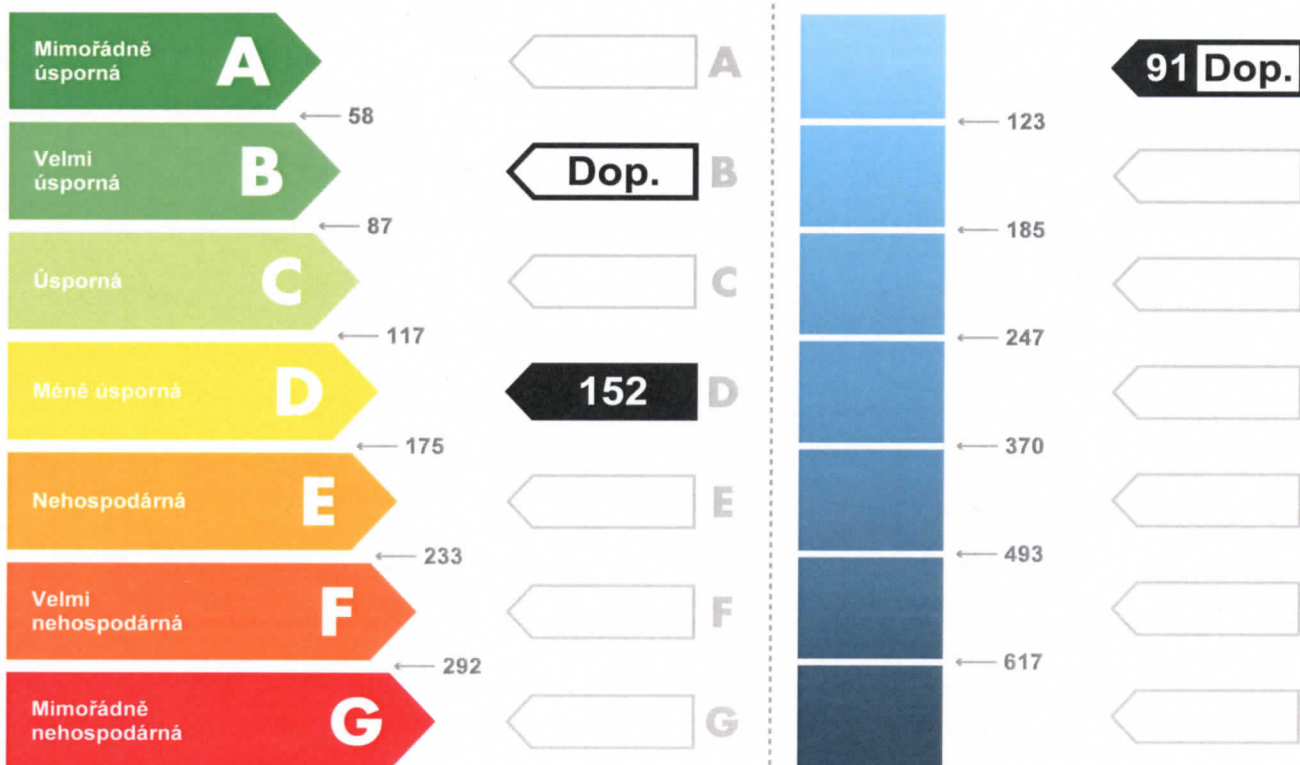 Mimořádně
úsporná
A
A
91 Dop.
58
123
Velmi
úsporná
B
Dop.
B
87
185
Úsporná
C
C
117
247
Méně úsporná
D
152
D
175
370
Nehospodárná
E
E
233
493
Velmi
nehospodárná
F
F
292
617
Mimořádně
nehospodárná
G
G